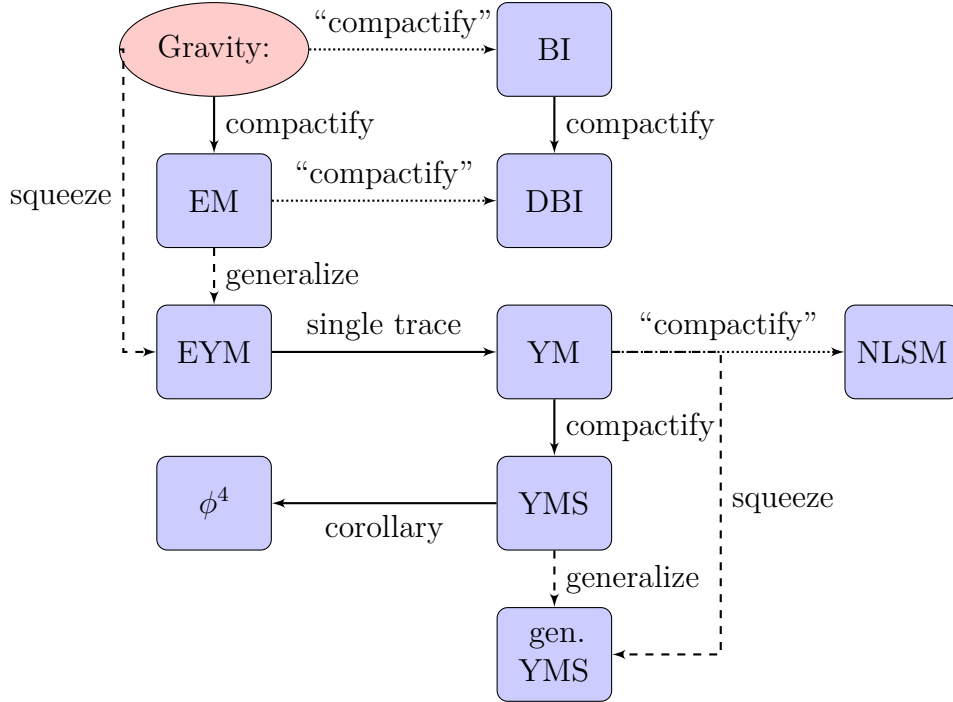 Gravity:
“compactify”
BI
compactify
compactify
squeeze
EM
“compactify”
DBI
generalize
EYM
single trace
YM
“compactify”
NLSM
compactify
squeeze
ϕ⁴
corollary
YMS
generalize
gen.
YMS